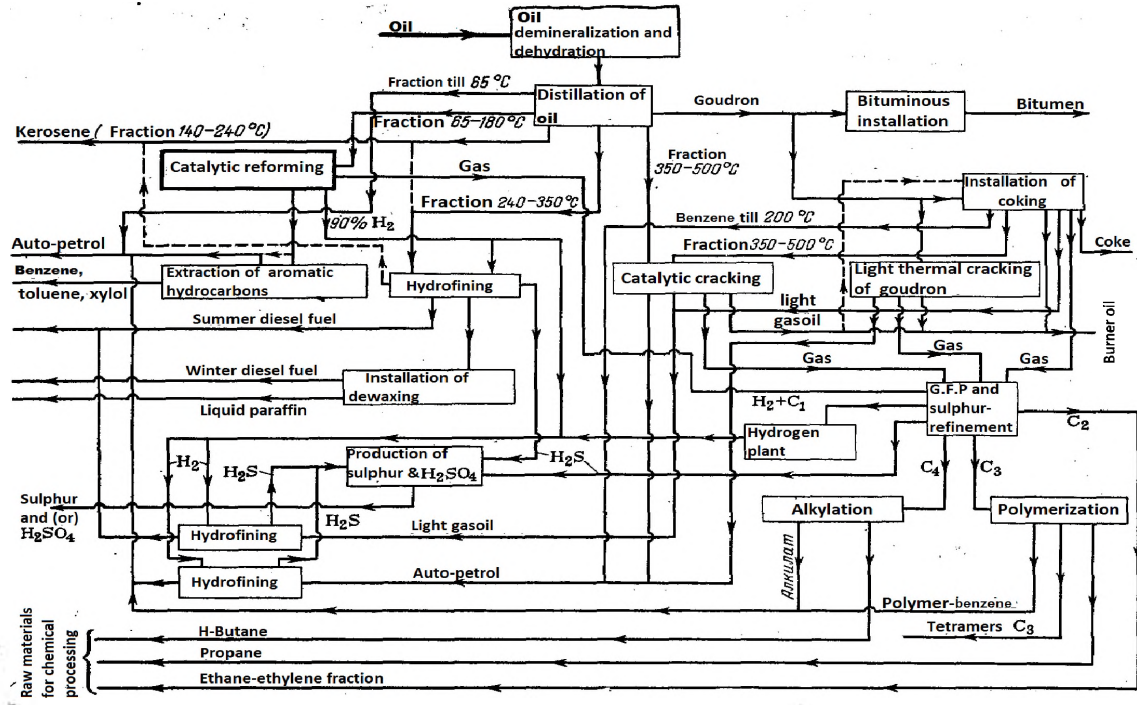 Oil
Oil
demineralization and
dehydration
Fraction till 65°C
Distillation of
oil
Goudron
Bituminous
installation
Bitumen
Fraction 65–180°C
Kerosene ( Fraction 140–240°C)
Catalytic reforming
Gas
Fraction
350–500°C
Installation of
coking
Fraction 240–350°C
90% H₂
Benzene till 200°C
Auto-petrol
Fraction 350–500°C
Coke
Benzene,
toluene, xylol
Extraction of aromatic
hydrocarbons
Hydrofining
Catalytic cracking
Light thermal cracking
of goudron
light
gasoil
Summer diesel fuel
Burner oil
Gas
Gas
Gas
Winter diesel fuel
Installation of
dewaxing
Liquid paraffin
H₂+C₁
G.F.P and
sulphur-
refinement
C₂
Hydrogen
plant
H₂
H₂S
Production of
sulphur &H₂SO₄
H₂S
C₄
C₃
Sulphur
and (or)
H₂SO₄
H₂S
Alkylation
Polymerization
Hydrofining
Light gasoil
Hydrofining
Auto-petrol
Алкилат
Polymer-benzene
Tetramers C₃
H-Butane
Propane
Ethane-ethylene fraction
Raw materials
for chemical
processing